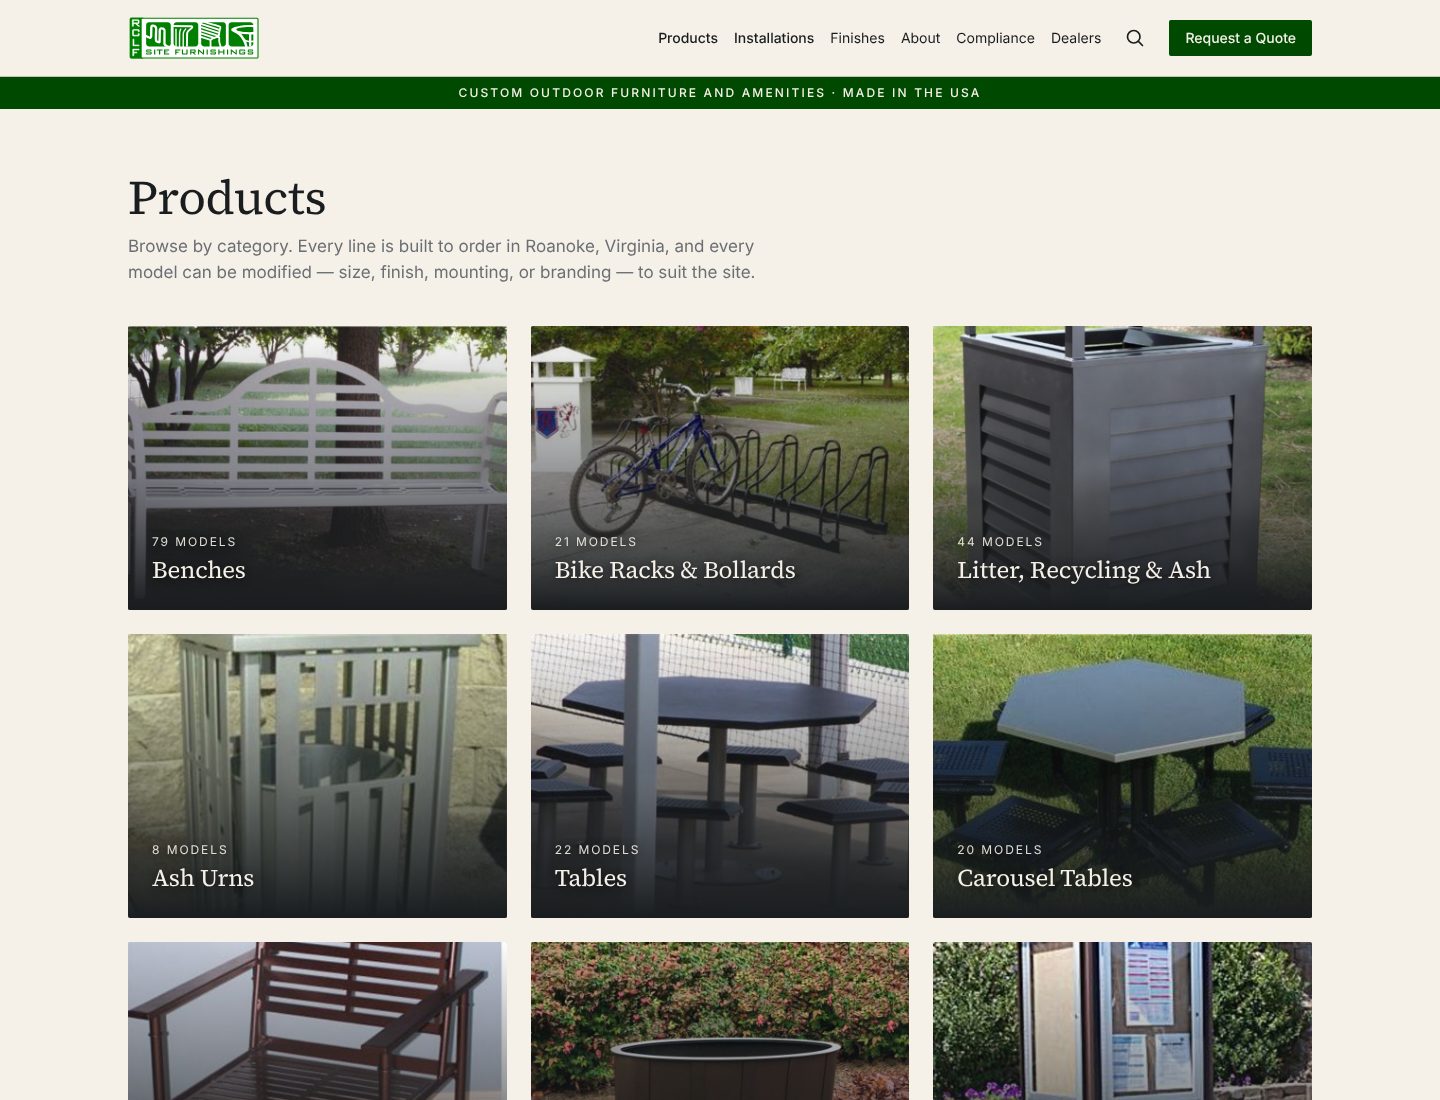 SITE FURNISHINGS
Products Installations Finishes About Compliance Dealers Request a Quote
CUSTOM OUTDOOR FURNITURE AND AMENITIES · MADE IN THE USA
Products
Browse by category. Every line is built to order in Roanoke, Virginia, and every
model can be modified — size, finish, mounting, or branding — to suit the site.
79 MODELS
Benches
21 MODELS
Bike Racks & Bollards
44 MODELS
Litter, Recycling & Ash
8 MODELS
Ash Urns
22 MODELS
Tables
20 MODELS
Carousel Tables